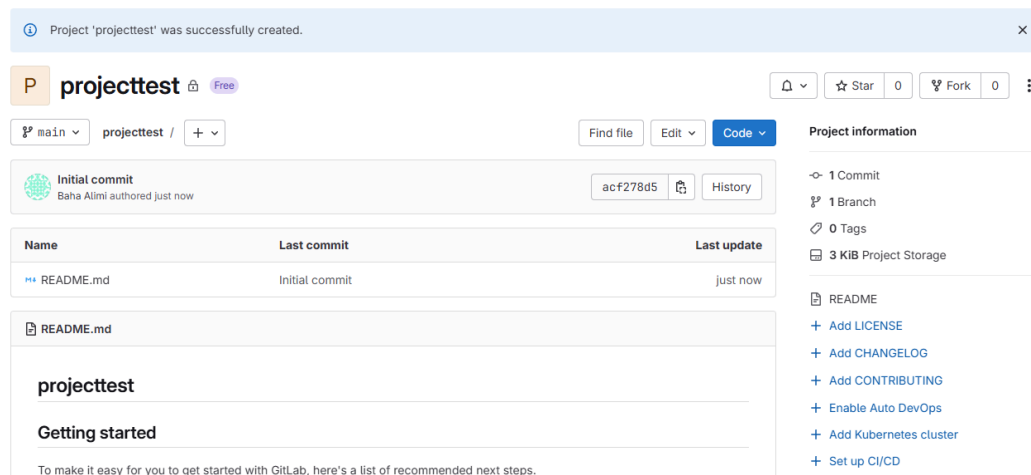 Project 'projecttest' was successfully created.
P projecttest Free
Star 0 Fork 0
main projecttest / +
Find file Edit Code
Initial commit
Baha Alimi authored just now
acf278d5 History
Name Last commit Last update
README.md Initial commit just now
README.md
projecttest
Getting started
To make it easy for you to get started with GitLab, here's a list of recommended next steps.
Project information
1 Commit
1 Branch
0 Tags
3 KiB Project Storage
README
+ Add LICENSE
+ Add CHANGELOG
+ Add CONTRIBUTING
+ Enable Auto DevOps
+ Add Kubernetes cluster
+ Set up CI/CD